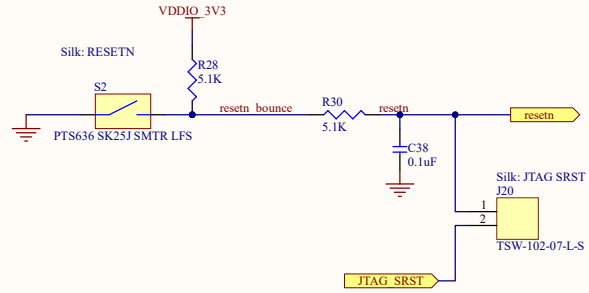 VDDIO_3V3
Silk: RESETN
R28
5.1K
S2
resetn_bounce
R30
resetn
resetn
5.1K
PTS636 SK25J SMTR LFS
C38
0.1uF
Silk: JTAG SRST
J20
1
2
TSW-102-07-L-S
JTAG_SRST